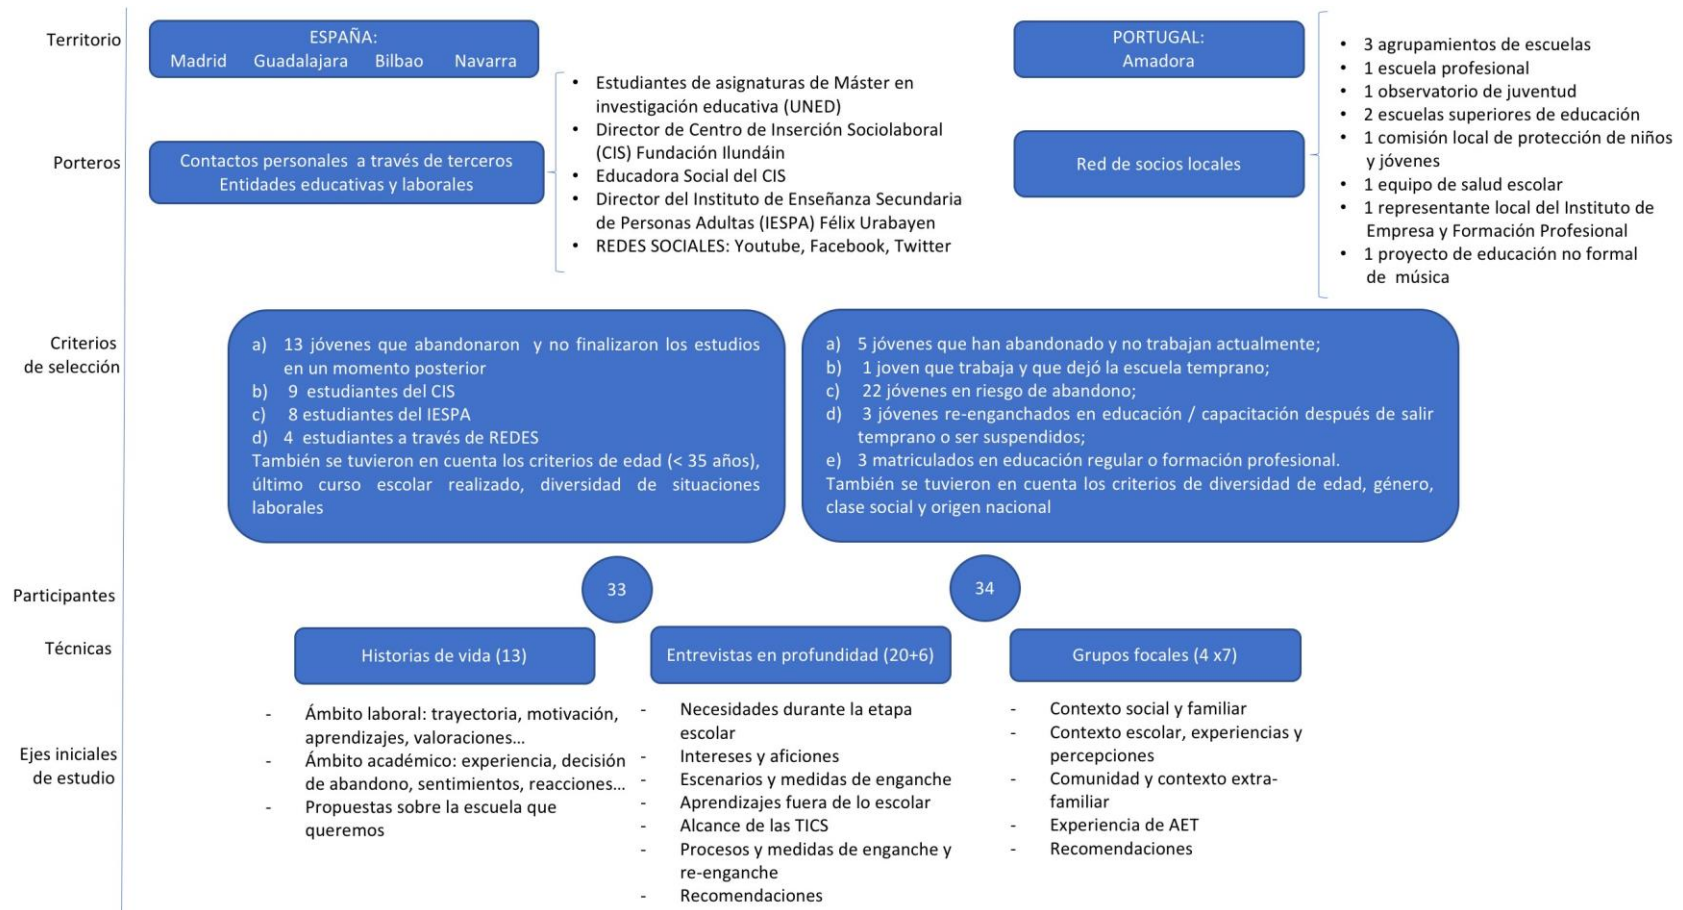 Territorio
ESPAÑA:
Madrid Guadalajara Bilbao Navarra
PORTUGAL:
Amadora
• 3 agrupamientos de escuelas
• 1 escuela profesional
• 1 observatorio de juventud
• 2 escuelas superiores de educación
• 1 comisión local de protección de niños
y jóvenes
• 1 equipo de salud escolar
• 1 representante local del Instituto de
Empresa y Formación Profesional
• 1 proyecto de educación no formal
de música
Porteros
Contactos personales a través de terceros
Entidades educativas y laborales
• Estudiantes de asignaturas de Máster en
investigación educativa (UNED)
• Director de Centro de Inserción Sociolaboral
(CIS) Fundación Ilundáin
• Educadora Social del CIS
• Director del Instituto de Enseñanza Secundaria
de Personas Adultas (IESPA) Félix Urabayen
• REDES SOCIALES: Youtube, Facebook, Twitter
Red de socios locales
Criterios
de selección
a) 13 jóvenes que abandonaron y no finalizaron los estudios
en un momento posterior
b) 9 estudiantes del CIS
c) 8 estudiantes del IESPA
d) 4 estudiantes a través de REDES
También se tuvieron en cuenta los criterios de edad (< 35 años),
último curso escolar realizado, diversidad de situaciones
laborales
a) 5 jóvenes que han abandonado y no trabajan actualmente;
b) 1 joven que trabaja y que dejó la escuela temprano;
c) 22 jóvenes en riesgo de abandono;
d) 3 jóvenes re-enganchados en educación / capacitación después de salir
temprano o ser suspendidos;
e) 3 matriculados en educación regular o formación profesional.
También se tuvieron en cuenta los criterios de diversidad de edad, género,
clase social y origen nacional
Participantes
33
34
Técnicas
Historias de vida (13)
Entrevistas en profundidad (20+6)
Grupos focales (4 x7)
Ejes iniciales
de estudio
- Ámbito laboral: trayectoria, motivación,
aprendizajes, valoraciones…
- Ámbito académico: experiencia, decisión
de abandono, sentimientos, reacciones…
- Propuestas sobre la escuela que
queremos
- Necesidades durante la etapa
escolar
- Intereses y aficiones
- Escenarios y medidas de enganche
- Aprendizajes fuera de lo escolar
- Alcance de las TICS
- Procesos y medidas de enganche y
re-enganche
- Recomendaciones
- Contexto social y familiar
- Contexto escolar, experiencias y
percepciones
- Comunidad y contexto extra-
familiar
- Experiencia de AET
- Recomendaciones